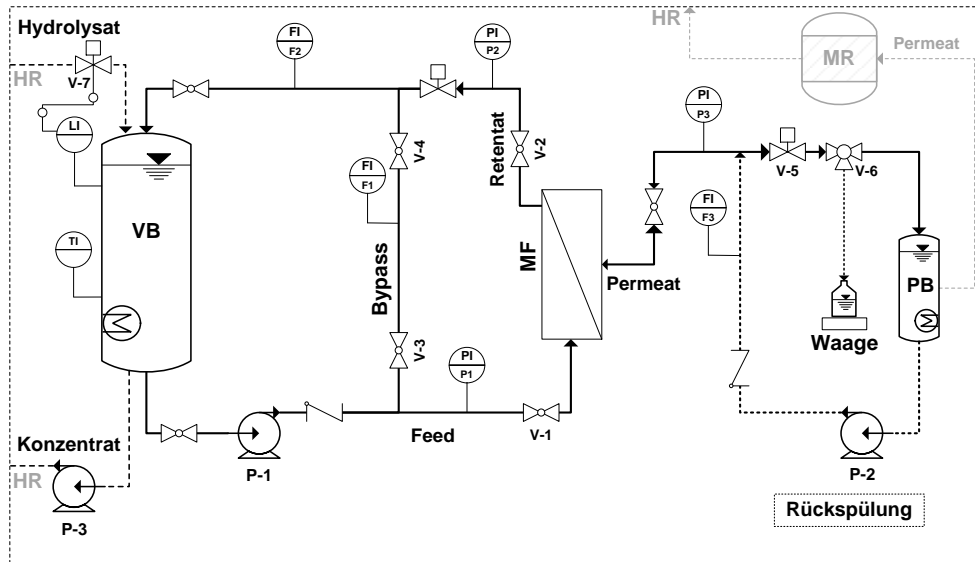 Hydrolysat
HR
V-7
LI
TI
VB
Konzentrat
HR
P-3
P-1
FI
F2
FI
F1
Bypass
V-4
V-3
PI
P2
Retentat
V-2
PI
P1
Feed
V-1
MF
Permeat
PI
P3
FI
F3
V-5
V-6
HR
MR
Permeat
PB
Waage
P-2
Rückspülung